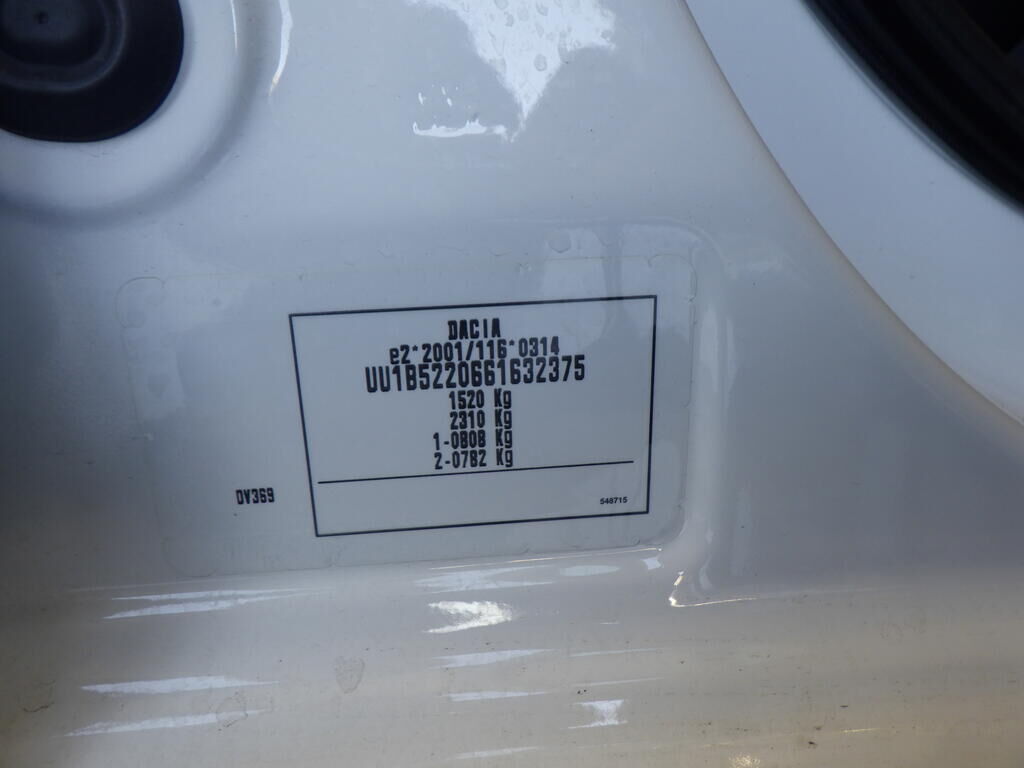 DACIA
e2*2001/116*0314
UU1B5220661632375
1520 Kg
2310 Kg
1-0808 Kg
2-0782 Kg
DV369
548715